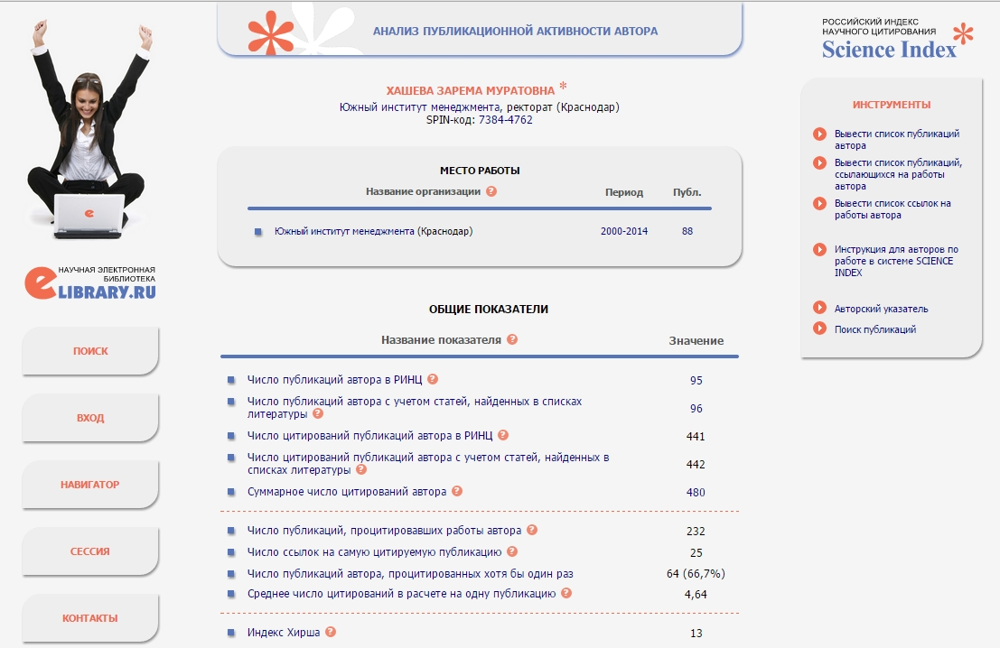 АНАЛИЗ ПУБЛИКАЦИОННОЙ АКТИВНОСТИ АВТОРА
РОССИЙСКИЙ ИНДЕКС
НАУЧНОГО ЦИТИРОВАНИЯ
Science Index
ХАШЕВА ЗАРЕМА МУРАТОВНА *
Южный институт менеджмента, ректорат (Краснодар)
SPIN-код: 7384-4762
МЕСТО РАБОТЫ
Название организации ? Период Публ.
Южный институт менеджмента (Краснодар) 2000-2014 88
ОБЩИЕ ПОКАЗАТЕЛИ
Название показателя ? Значение
Число публикаций автора в РИНЦ ? 95
Число публикаций автора с учетом статей, найденных в списках
литературы ? 96
Число цитирований публикаций автора в РИНЦ ? 441
Число цитирований публикаций автора с учетом статей, найденных в
списках литературы ? 442
Суммарное число цитирований автора ? 480
Число публикаций, процитировавших работы автора ? 232
Число ссылок на самую цитируемую публикацию ? 25
Число публикаций автора, процитированных хотя бы один раз 64 (66,7%)
Среднее число цитирований в расчете на одну публикацию ? 4,64
Индекс Хирша ? 13
ИНСТРУМЕНТЫ
Вывести список публикаций
автора
Вывести список публикаций,
ссылающихся на работы
автора
Вывести список ссылок на
работы автора
Инструкция для авторов по
работе в системе SCIENCE
INDEX
Авторский указатель
Поиск публикаций
e
НАУЧНАЯ ЭЛЕКТРОННАЯ
БИБЛИОТЕКА
eLIBRARY.RU
ПОИСК
ВХОД
НАВИГАТОР
СЕССИЯ
КОНТАКТЫ